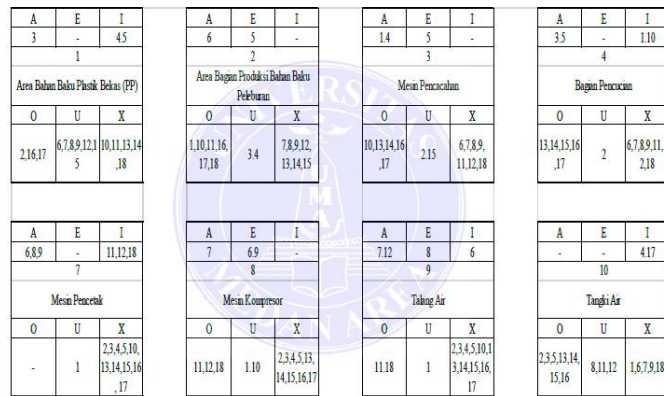 A E I
3 - 4.5
1
Area Bahan Baku Plastik Bekas (PP)
O U X
2,16,17 6,7,8,9,12,1 10,11,13,14
5 ,18
A E I
6 5 -
2
Area Bagian Produksi Bahan Baku
Peleburan
O U X
1,10,11,16, 3.4 7,8,9,12,
17,18 13,14,15
A E I
1.4 5 -
3
Mesin Pencacahan
O U X
10,13,14,16 2.15 6,7,8,9,
,17 11,12,18
A E I
3.5 - 1.10
4
Bagian Pencucian
O U X
13,14,15,16 2 6,7,8,9,11,
,17 2,18
A E I
6,8,9 - 11,12,18
7
Mesin Pencetak
O U X
- 1 2,3,4,5,10,
13,14,15,16
, 17
A E I
7 6.9 -
8
Mesin Kompresor
O U X
11,12,18 1.10 2,3,4,5,13,
14,15,16,17
A E I
7.12 8 6
9
Talang Air
O U X
11.18 1 2,3,4,5,10,1
3,14,15,16,
17
A E I
- - 4.17
10
Tangki Air
O U X
2,3,5,13,14, 8,11,12 1,6,7,9,18
15,16
UNIVERSITAS
UMA
MEDAN AREA